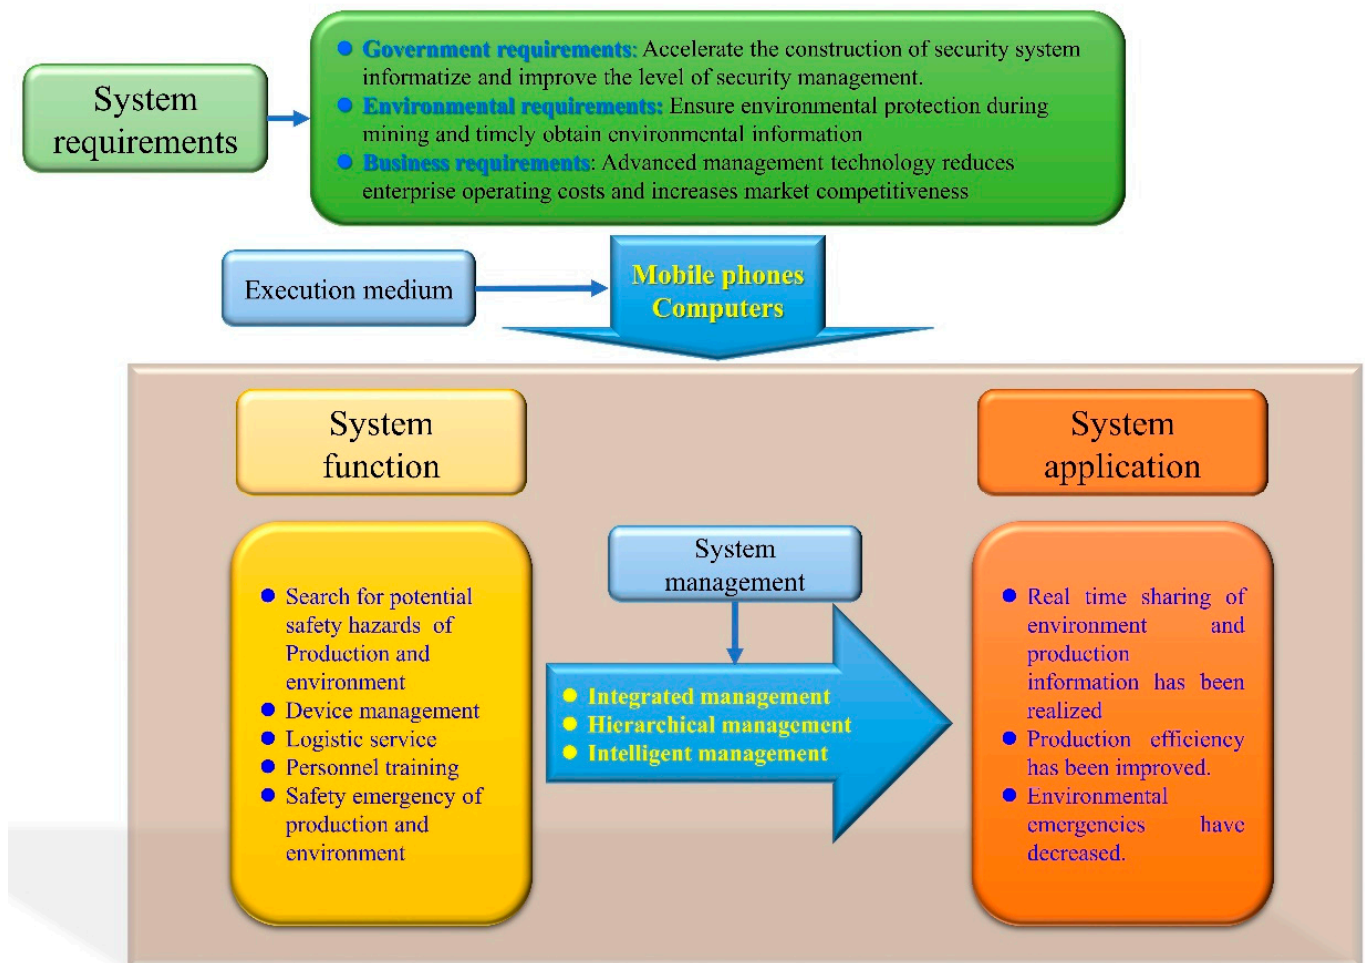 System
requirements
Government requirements: Accelerate the construction of security system
informatize and improve the level of security management.
Environmental requirements: Ensure environmental protection during
mining and timely obtain environmental information
Business requirements: Advanced management technology reduces
enterprise operating costs and increases market competitiveness
Execution medium
Mobile phones
Computers
System
function
Search for potential
safety hazards of
Production and
environment
Device management
Logistic service
Personnel training
Safety emergency of
production and
environment
System
management
Integrated management
Hierarchical management
Intelligent management
System
application
Real time sharing of
environment and
production
information has been
realized
Production efficiency
has been improved.
Environmental
emergencies have
decreased.